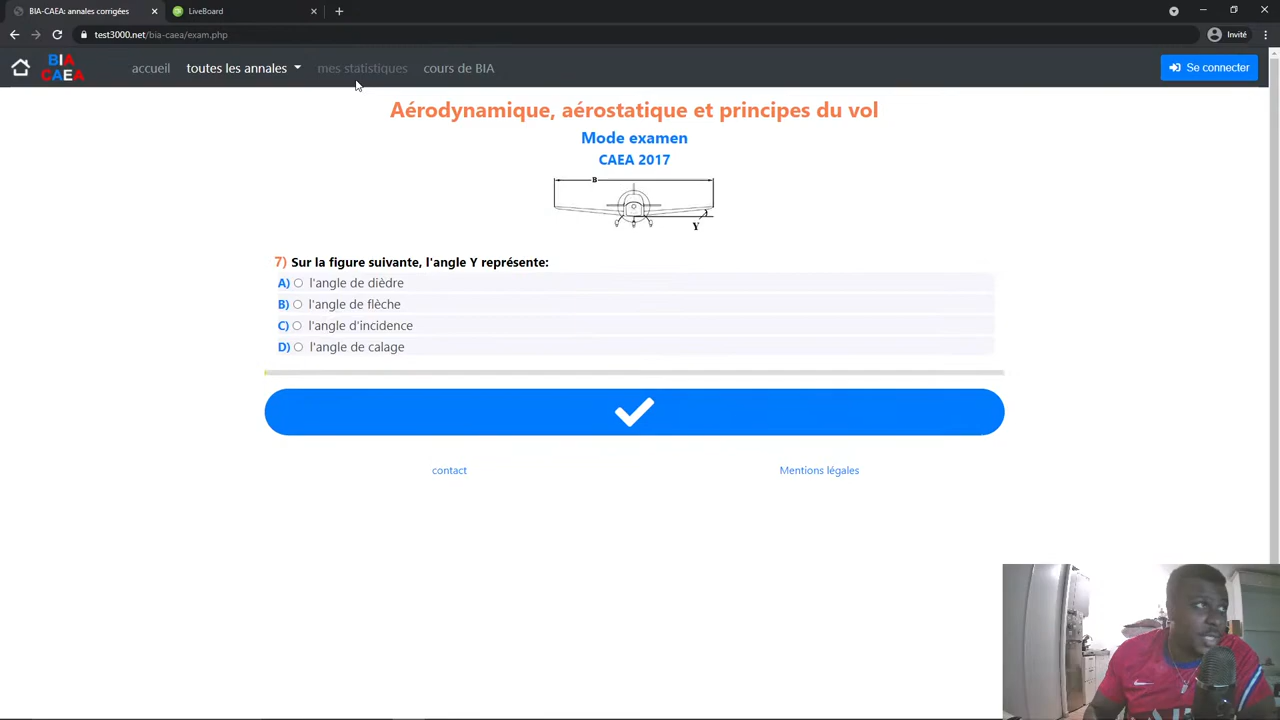 BIA-CAEA: annales corrigées
LiveBoard
test3000.net/bia-caea/exam.php
Invité
BIA
CAEA
accueil
toutes les annales
mes statistiques
cours de BIA
Se connecter
Aérodynamique, aérostatique et principes du vol
Mode examen
CAEA 2017
B
Y
7) Sur la figure suivante, l'angle Y représente:
A) l'angle de dièdre
B) l'angle de flèche
C) l'angle d'incidence
D) l'angle de calage
contact
Mentions légales